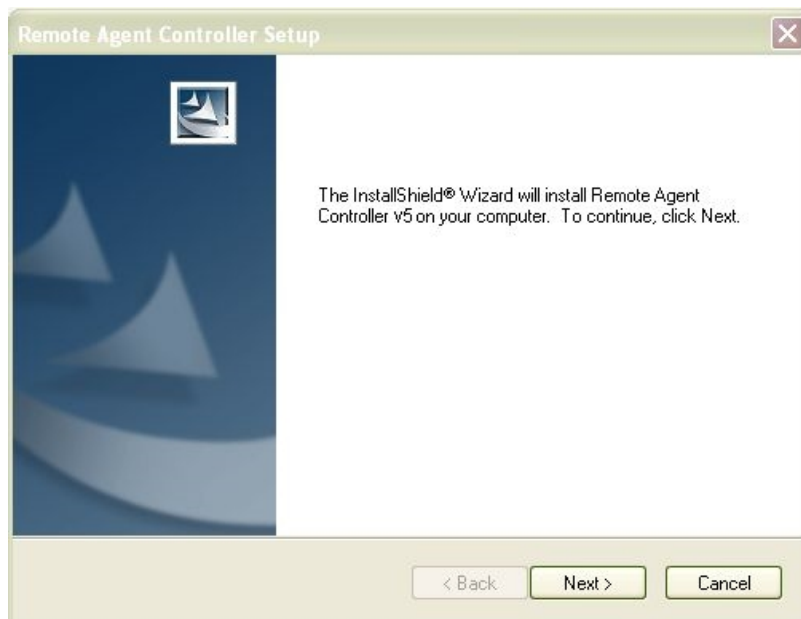 Remote Agent Controller Setup
The InstallShield® Wizard will install Remote Agent
Controller v5 on your computer. To continue, click Next.
< Back Next > Cancel